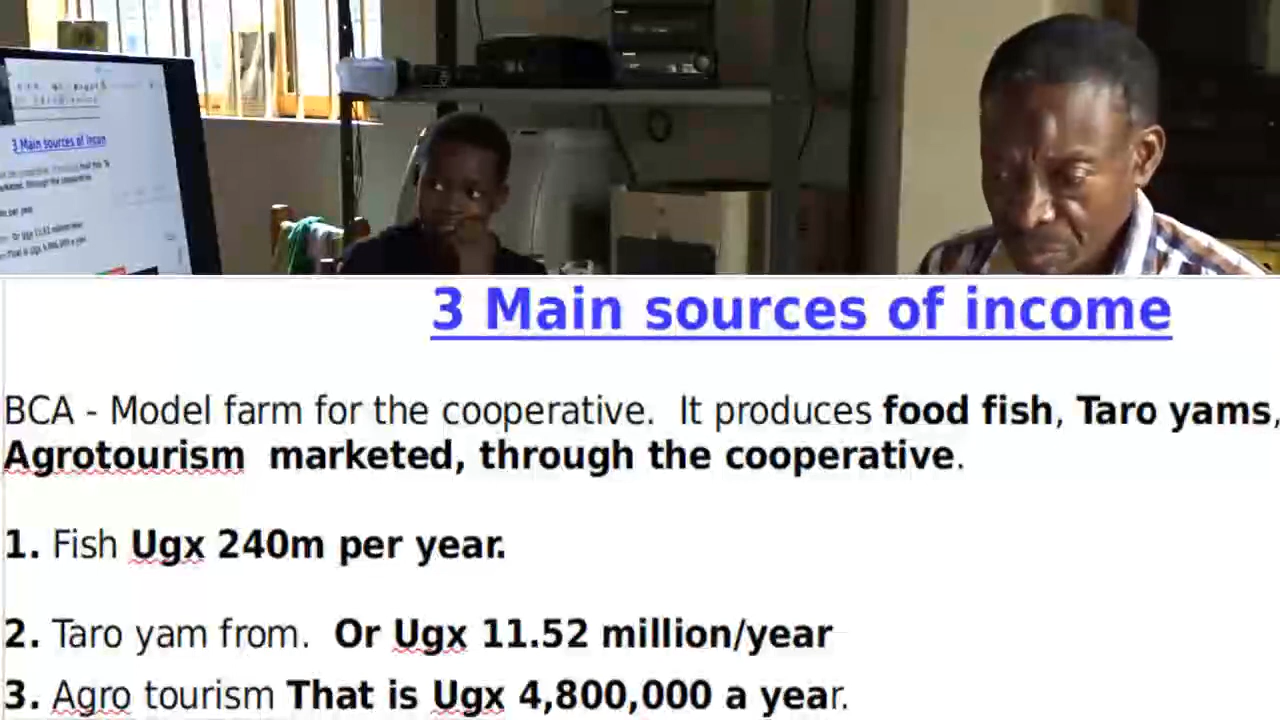 3 Main sources of incom
3 Main sources of income
BCA - Model farm for the cooperative. It produces food fish, Taro yams,
Agrotourism marketed, through the cooperative.
1. Fish Ugx 240m per year.
2. Taro yam from. Or Ugx 11.52 million/year
3. Agro tourism That is Ugx 4,800,000 a year.